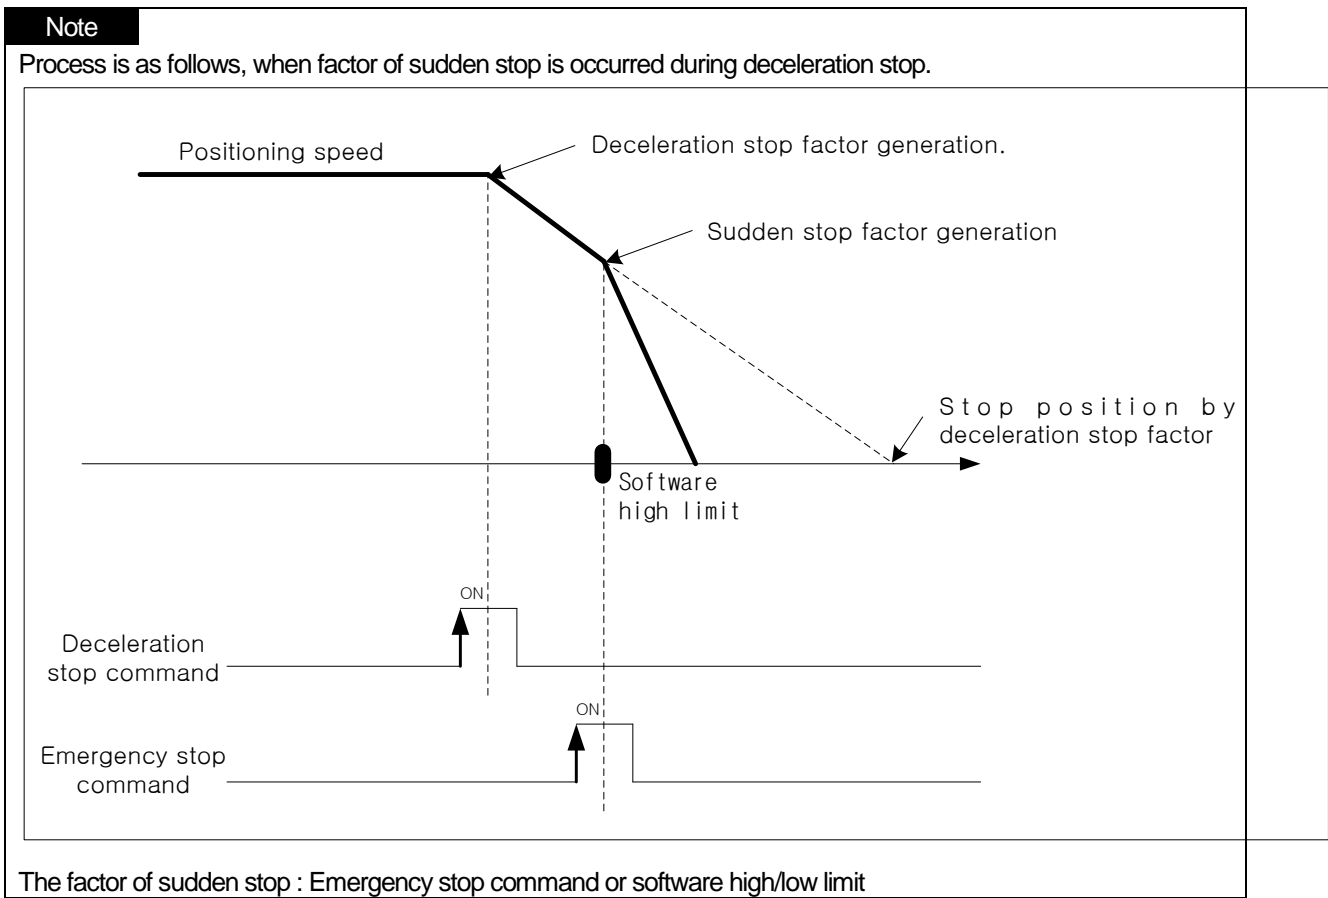 Note
Process is as follows, when factor of sudden stop is occurred during deceleration stop.
Positioning speed
Deceleration stop factor generation.
Sudden stop factor generation
Stop position by
deceleration stop factor
Software
high limit
ON
Deceleration
stop command
ON
Emergency stop
command
The factor of sudden stop : Emergency stop command or software high/low limit